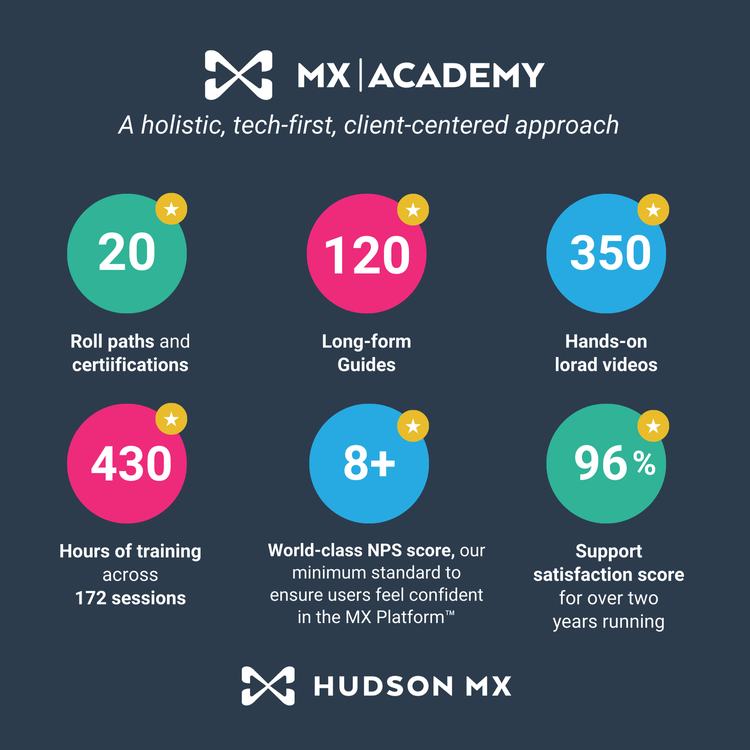 MX | ACADEMY
A holistic, tech-first, client-centered approach
20
Roll paths and
certiifications
120
Long-form
Guides
350
Hands-on
lorad videos
430
Hours of training
across
172 sessions
8+
World-class NPS score, our
minimum standard to
ensure users feel confident
in the MX Platform™
96 %
Support
satisfaction score
for over two
years running
HUDSON MX